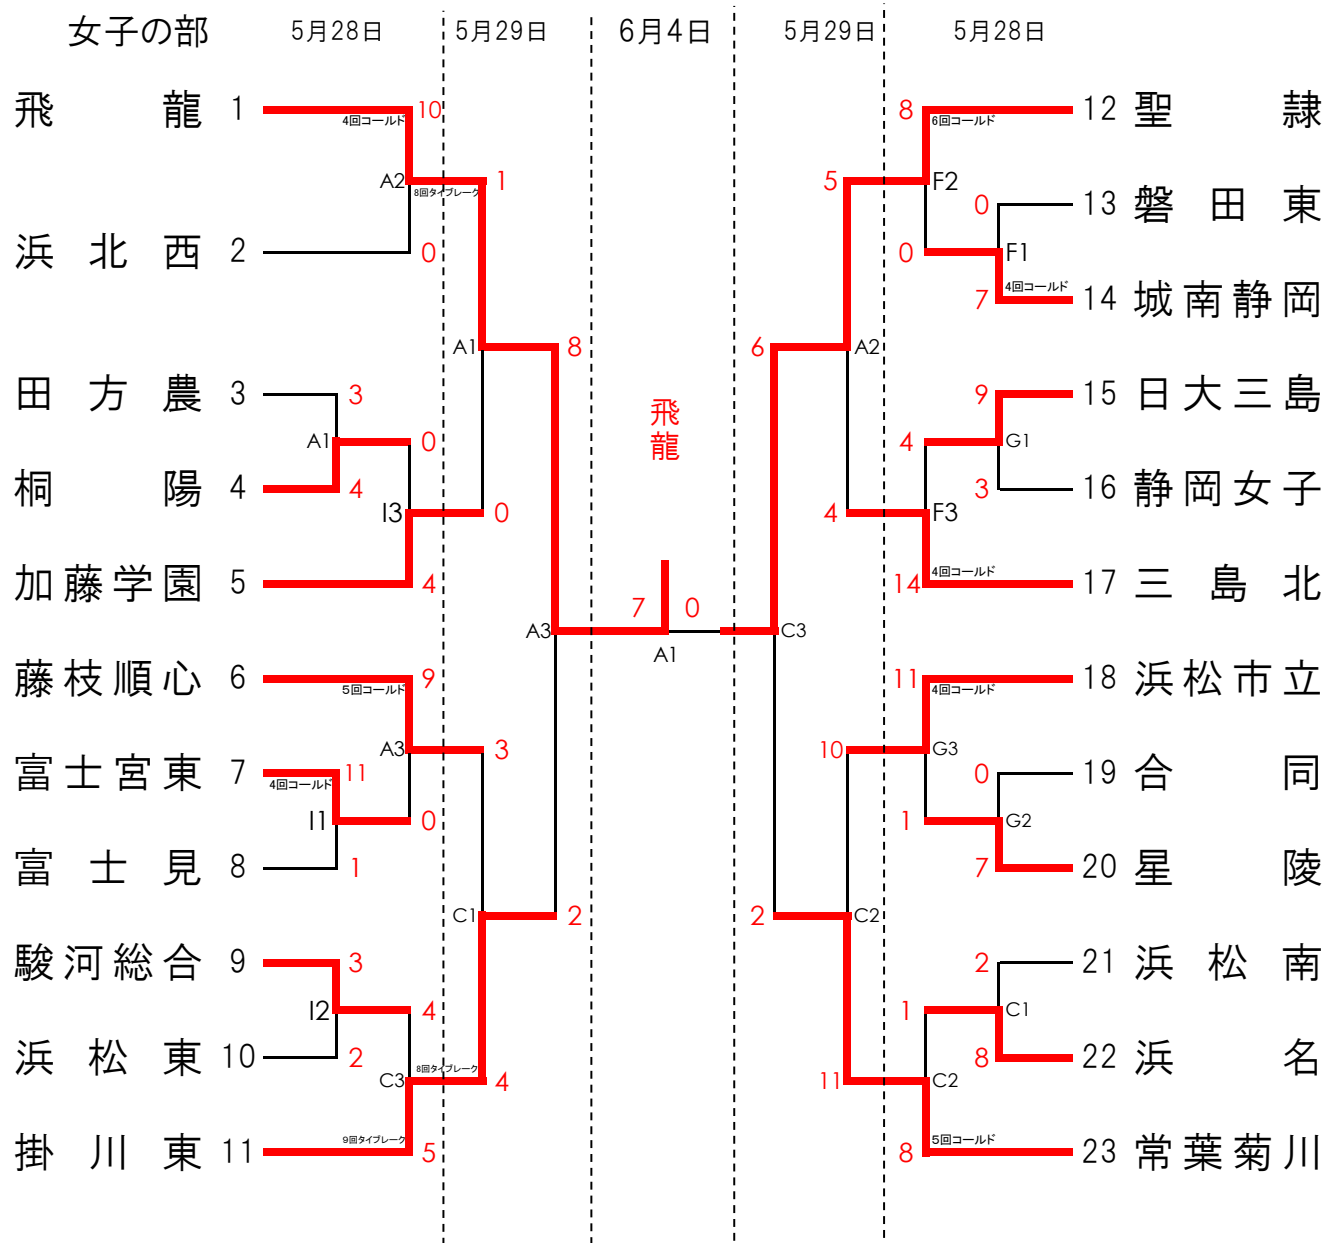 女子の部 5月28日 5月29日 6月4日 5月29日 5月28日
飛龍 1 10 4回コールド
A2 8回タイブレーク 1
浜北西 2 0
A1 8
田方農 3 3
A1 0
桐陽 4 4
I3 0
加藤学園 5 4
A3
藤枝順心 6 9 5回コールド
A3 3
富士宮東 7 11 4回コールド
I1 0
富士見 8 1
C1 2
駿河総合 9 3
I2 4
浜松東 10 2
C3 8回タイブレーク 4
掛川東 11 9回タイブレーク 5
飛龍
7 0
A1
8 6回コールド 12 聖隷
5 F2
0 13 磐田東
0 F1
7 4回コールド 14 城南静岡
6 A2
9 15 日大三島
4 G1
3 16 静岡女子
4 F3
14 4回コールド 17 三島北
C3
11 4回コールド 18 浜松市立
10 G3
0 19 合同
1 G2
7 20 星陵
2 C2
2 21 浜松南
1 C1
8 22 浜名
11 C2
8 5回コールド 23 常葉菊川